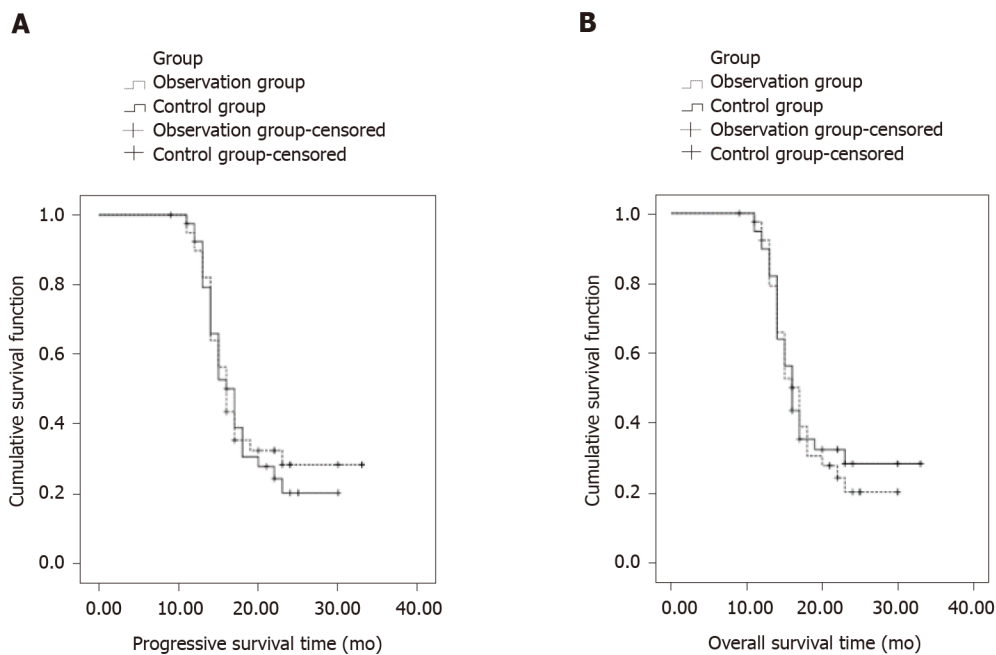 A
Group
Observation group
Control group
Observation group-censored
Control group-censored
Cumulative survival function
1.0
0.8
0.6
0.4
0.2
0.0
0.00 10.00 20.00 30.00 40.00
Progressive survival time (mo)
B
Group
Observation group
Control group
Observation group-censored
Control group-censored
Cumulative survival function
1.0
0.8
0.6
0.4
0.2
0.0
0.00 10.00 20.00 30.00 40.00
Overall survival time (mo)